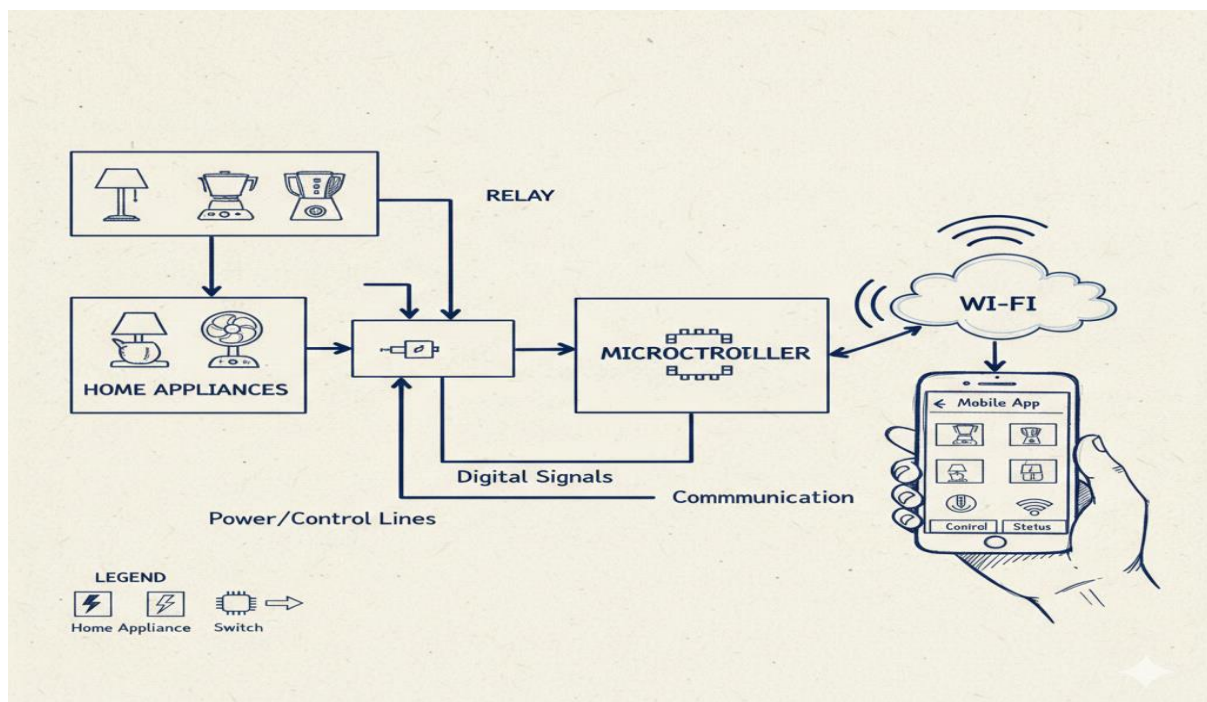 RELAY
WI-FI
MICROCTROILLER
HOME APPLIANCES
← Mobile App
Digital Signals
Commmunication
Power/Control Lines
Control Stetus
LEGEND
Home Appliance Switch